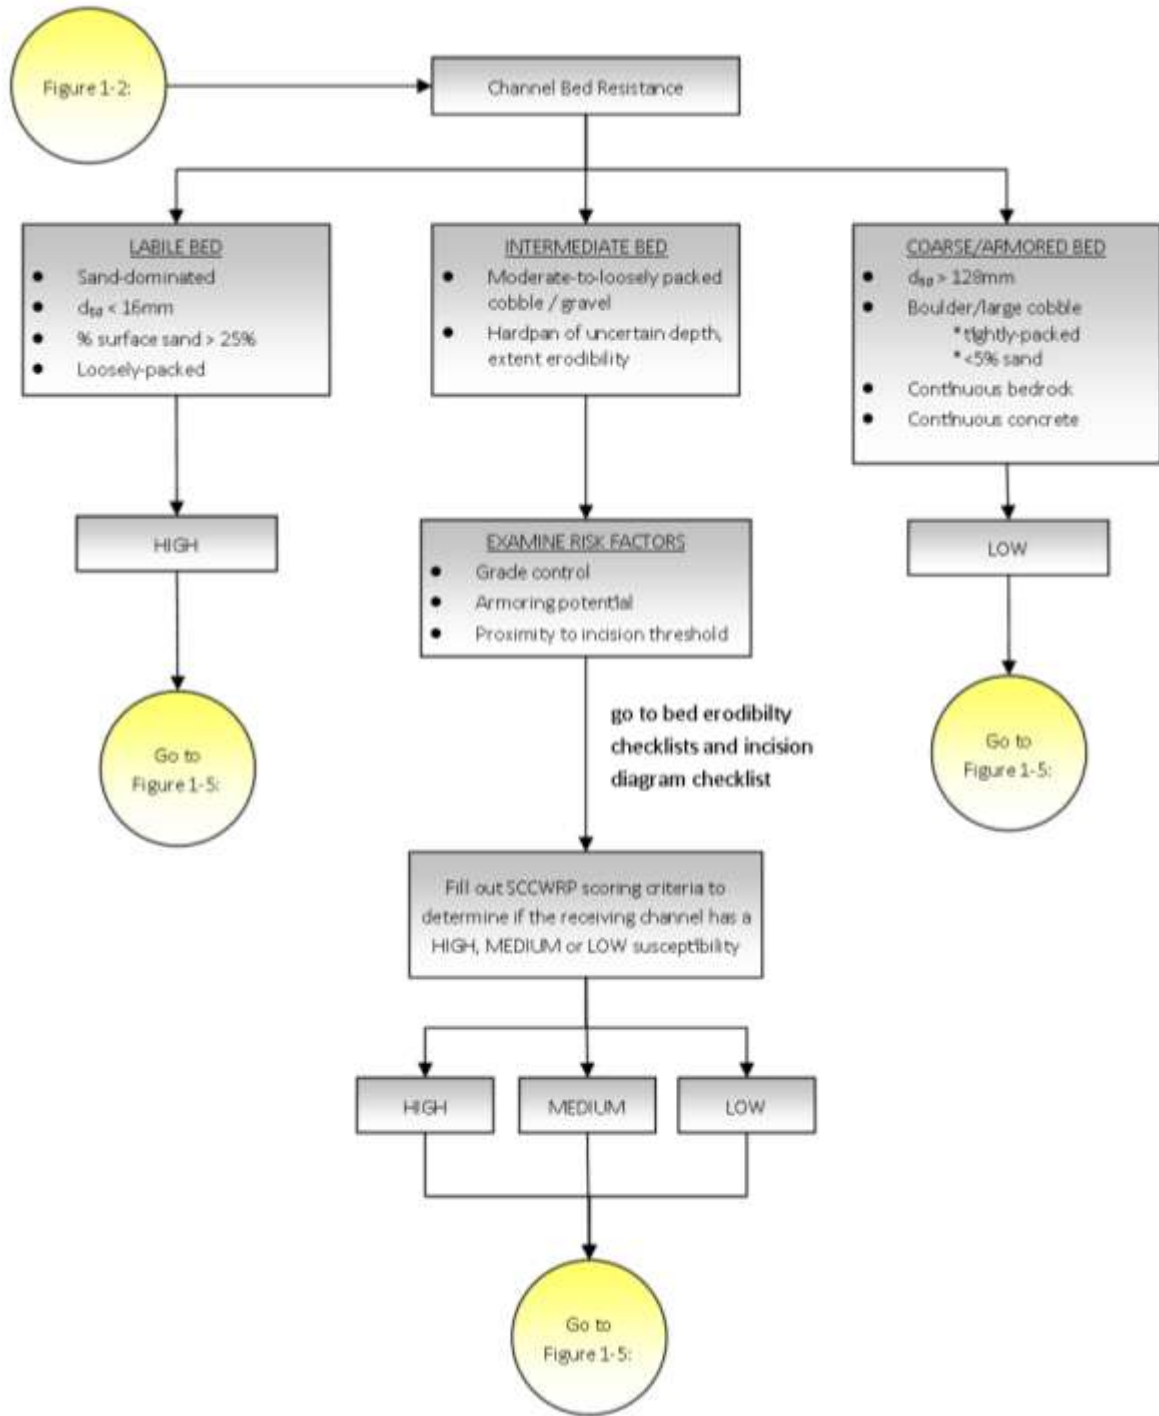 Figure 1-2:
Channel Bed Resistance
LABILE BED
● Sand-dominated
● d₅₀ < 16mm
● % surface sand > 25%
● Loosely-packed
INTERMEDIATE BED
● Moderate-to-loosely packed
cobble / gravel
● Hardpan of uncertain depth,
extent erodibility
COARSE/ARMORED BED
● d₅₀ > 128mm
● Boulder/large cobble
* tightly-packed
* <5% sand
● Continuous bedrock
● Continuous concrete
HIGH
EXAMINE RISK FACTORS
● Grade control
● Armoring potential
● Proximity to incision threshold
LOW
Go to
Figure 1-5:
go to bed erodibilty
checklists and incision
diagram checklist
Go to
Figure 1-5:
Fill out SCCWRP scoring criteria to
determine if the receiving channel has a
HIGH, MEDIUM or LOW susceptibility
HIGH
MEDIUM
LOW
Go to
Figure 1-5: